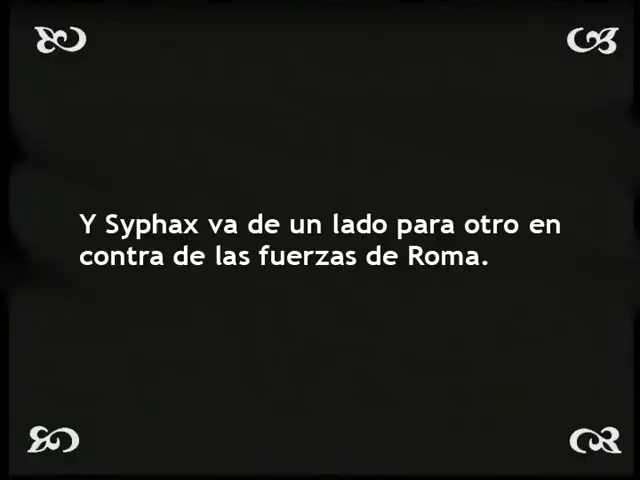 Y Syphax va de un lado para otro en
contra de las fuerzas de Roma.